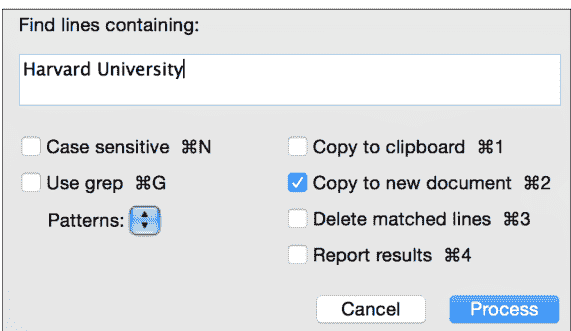 Find lines containing:
Harvard University
Case sensitive ⌘N
Use grep ⌘G
Patterns:
Copy to clipboard ⌘1
Copy to new document ⌘2
Delete matched lines ⌘3
Report results ⌘4
Cancel
Process